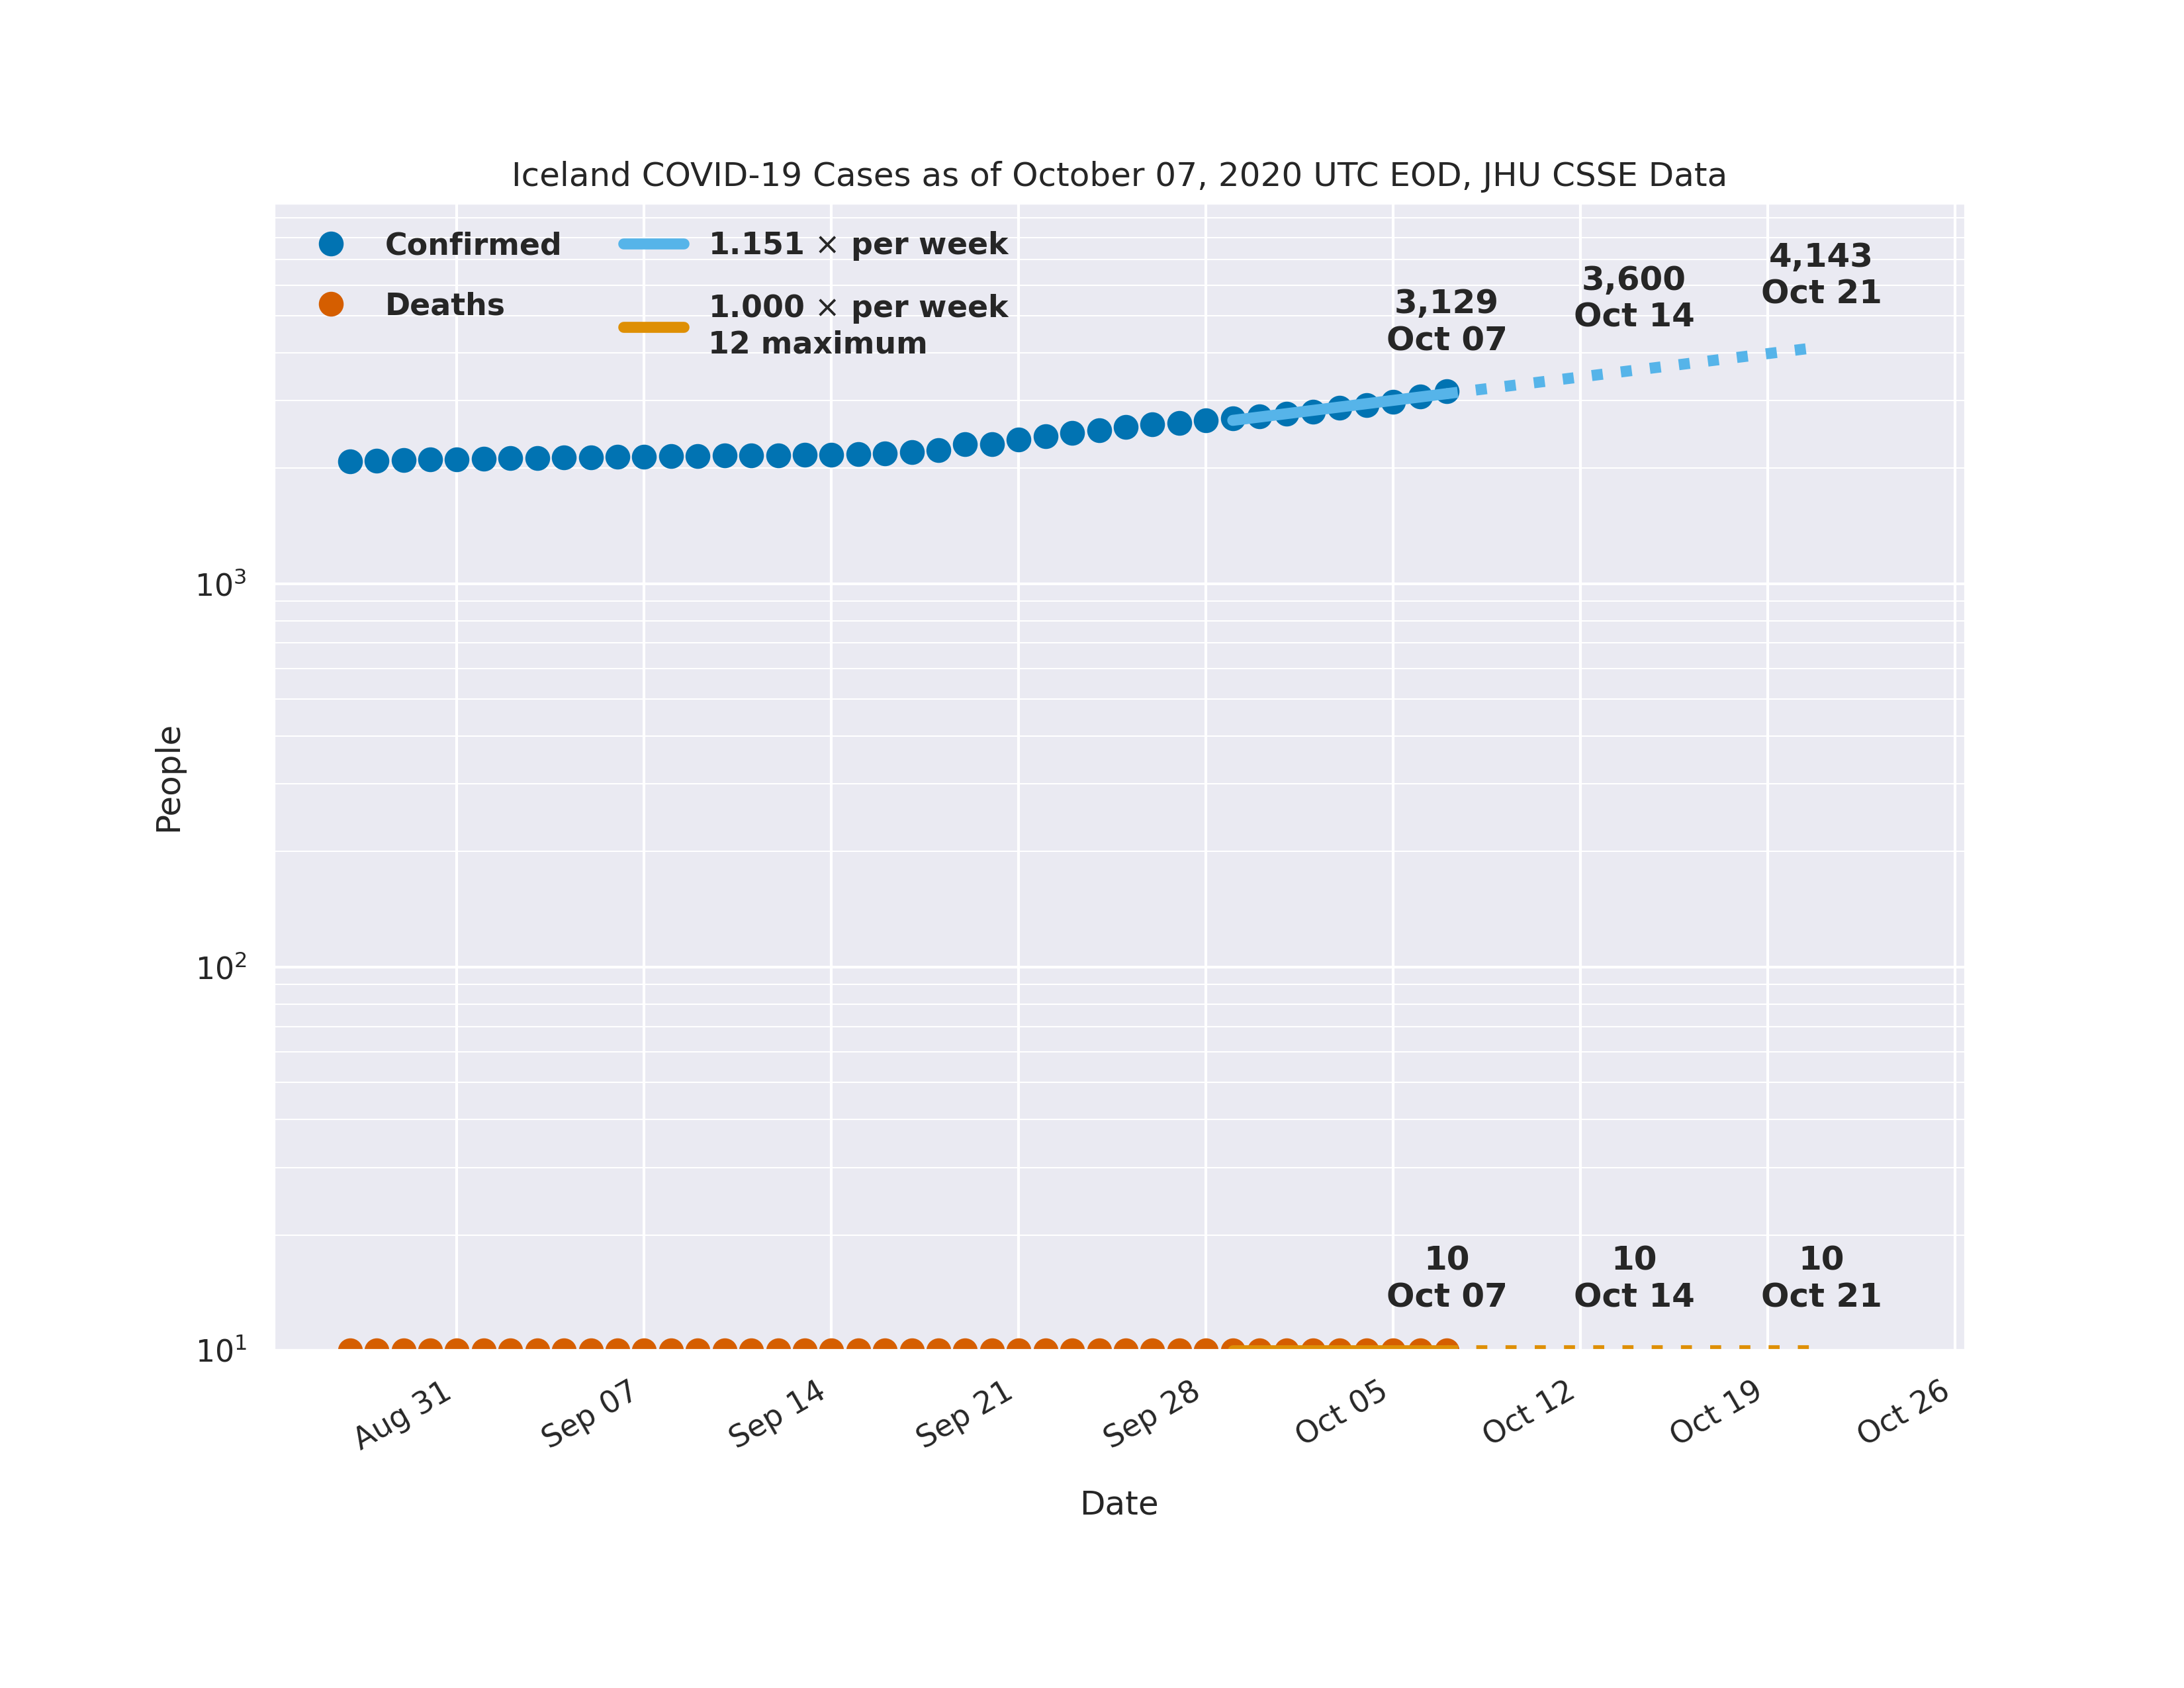 Iceland COVID-19 Cases as of October 07, 2020 UTC EOD, JHU CSSE Data
Confirmed
Deaths
1.151 × per week
1.000 × per week
12 maximum
3,129
Oct 07
3,600
Oct 14
4,143
Oct 21
10³
10²
10¹
People
10
Oct 07
10
Oct 14
10
Oct 21
Aug 31
Sep 07
Sep 14
Sep 21
Sep 28
Oct 05
Oct 12
Oct 19
Oct 26
Date